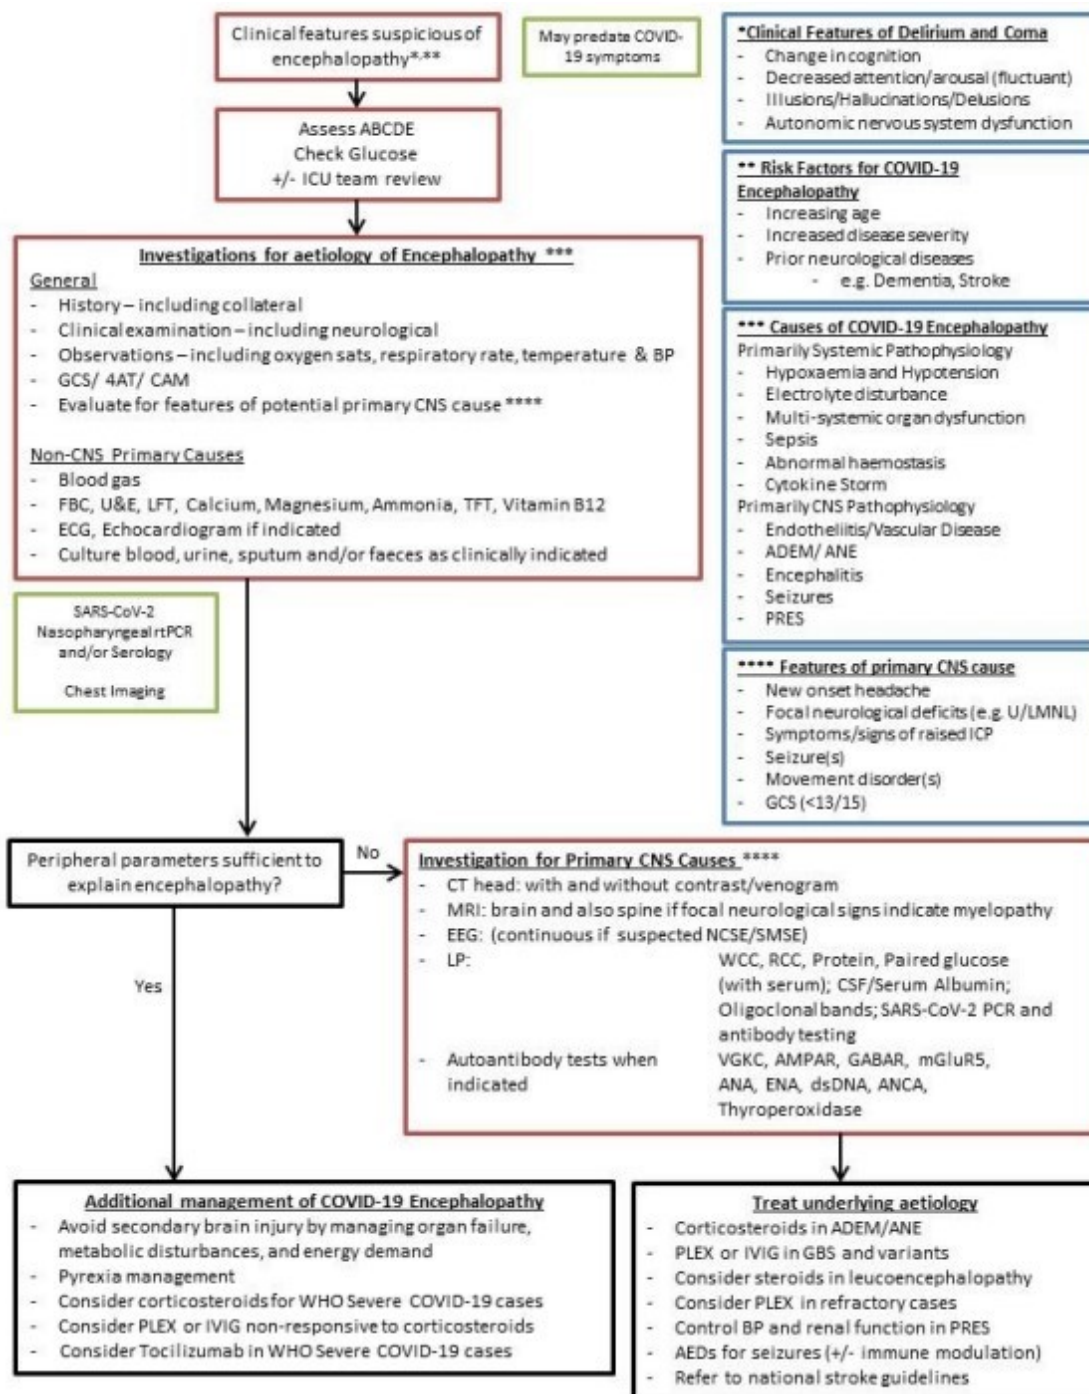 Clinical features suspicious of
encephalopathy*,**
May predate COVID-
19 symptoms
*Clinical Features of Delirium and Coma
- Change in cognition
- Decreased attention/arousal (fluctuant)
- Illusions/Hallucinations/Delusions
- Autonomic nervous system dysfunction
Assess ABCDE
Check Glucose
+/- ICU team review
** Risk Factors for COVID-19
Encephalopathy
- Increasing age
- Increased disease severity
- Prior neurological diseases
- e.g. Dementia, Stroke
Investigations for aetiology of Encephalopathy ***
General
- History – including collateral
- Clinical examination – including neurological
- Observations – including oxygen sats, respiratory rate, temperature & BP
- GCS/ 4AT/ CAM
- Evaluate for features of potential primary CNS cause ****
Non-CNS Primary Causes
- Blood gas
- FBC, U&E, LFT, Calcium, Magnesium, Ammonia, TFT, Vitamin B12
- ECG, Echocardiogram if indicated
- Culture blood, urine, sputum and/or faeces as clinically indicated
*** Causes of COVID-19 Encephalopathy
Primarily Systemic Pathophysiology
- Hypoxaemia and Hypotension
- Electrolyte disturbance
- Multi-systemic organ dysfunction
- Sepsis
- Abnormal haemostasis
- Cytokine Storm
Primarily CNS Pathophysiology
- Endotheliitis/Vascular Disease
- ADEM/ ANE
- Encephalitis
- Seizures
- PRES
SARS-CoV-2
Nasopharyngeal rtPCR
and/or Serology
Chest Imaging
**** Features of primary CNS cause
- New onset headache
- Focal neurological deficits (e.g. U/LMNL)
- Symptoms/signs of raised ICP
- Seizure(s)
- Movement disorder(s)
- GCS (<13/15)
Peripheral parameters sufficient to
explain encephalopathy?
No
Yes
Investigation for Primary CNS Causes ****
- CT head: with and without contrast/venogram
- MRI: brain and also spine if focal neurological signs indicate myelopathy
- EEG: (continuous if suspected NCSE/SMSE)
- LP: WCC, RCC, Protein, Paired glucose
(with serum); CSF/Serum Albumin;
Oligoclonal bands; SARS-CoV-2 PCR and
antibody testing
- Autoantibody tests when VGKC, AMPAR, GABAR, mGluR5,
indicated ANA, ENA, dsDNA, ANCA,
Thyroperoxidase
Additional management of COVID-19 Encephalopathy
- Avoid secondary brain injury by managing organ failure,
metabolic disturbances, and energy demand
- Pyrexia management
- Consider corticosteroids for WHO Severe COVID-19 cases
- Consider PLEX or IVIG non-responsive to corticosteroids
- Consider Tocilizumab in WHO Severe COVID-19 cases
Treat underlying aetiology
- Corticosteroids in ADEM/ANE
- PLEX or IVIG in GBS and variants
- Consider steroids in leucoencephalopathy
- Consider PLEX in refractory cases
- Control BP and renal function in PRES
- AEDs for seizures (+/- immune modulation)
- Refer to national stroke guidelines